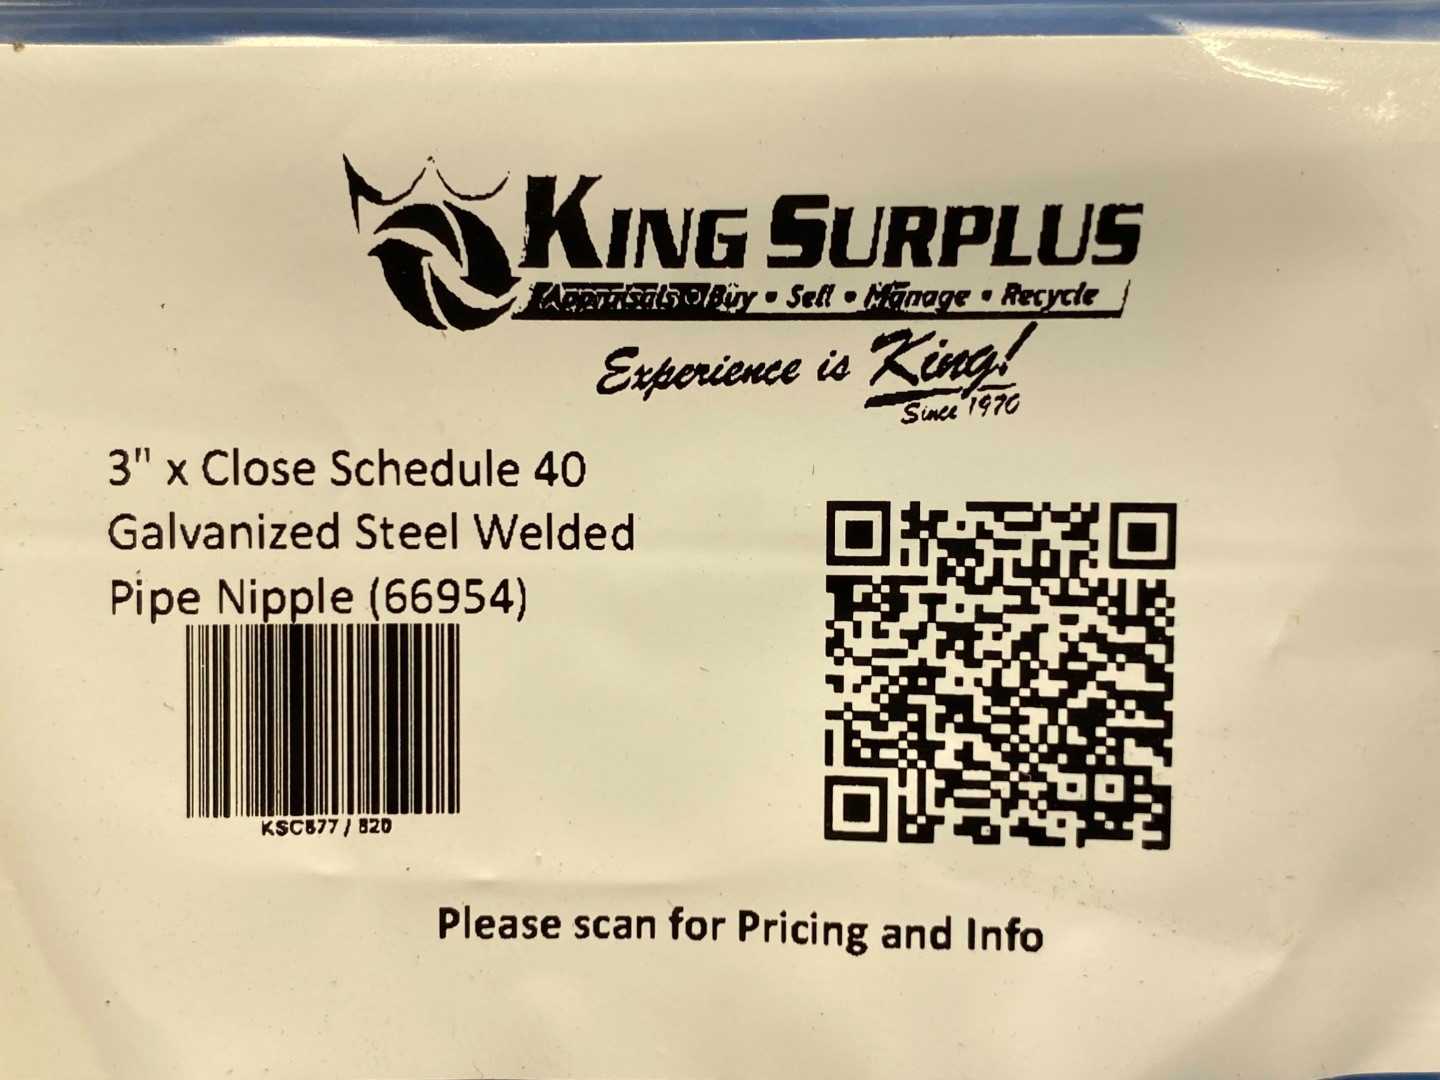 KING SURPLUS
Appraisals • Buy • Sell • Manage • Recycle
Experience is King!
Since 1970
3" x Close Schedule 40
Galvanized Steel Welded
Pipe Nipple (66954)
KSC577 / 520
Please scan for Pricing and Info